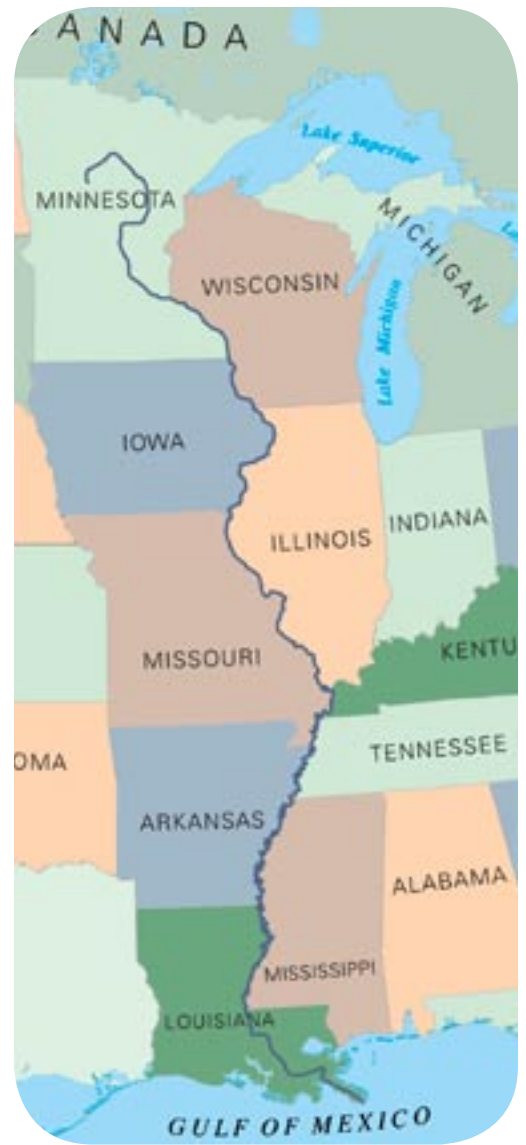 CANADA
Lake Superior
MINNESOTA
MICHIGAN
WISCONSIN
Lake Michigan
IOWA
ILLINOIS
INDIANA
MISSOURI
KENTU
OMA
TENNESSEE
ARKANSAS
ALABAMA
MISSISSIPPI
LOUISIANA
GULF OF MEXICO